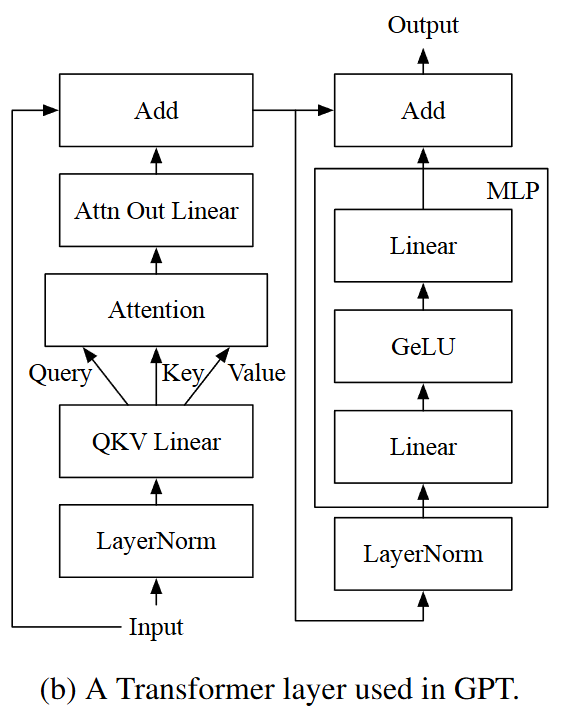 Output
Add
Add
Attn Out Linear
Attention
Query
Key
Value
QKV Linear
LayerNorm
Input
MLP
Linear
GeLU
Linear
LayerNorm
(b) A Transformer layer used in GPT.